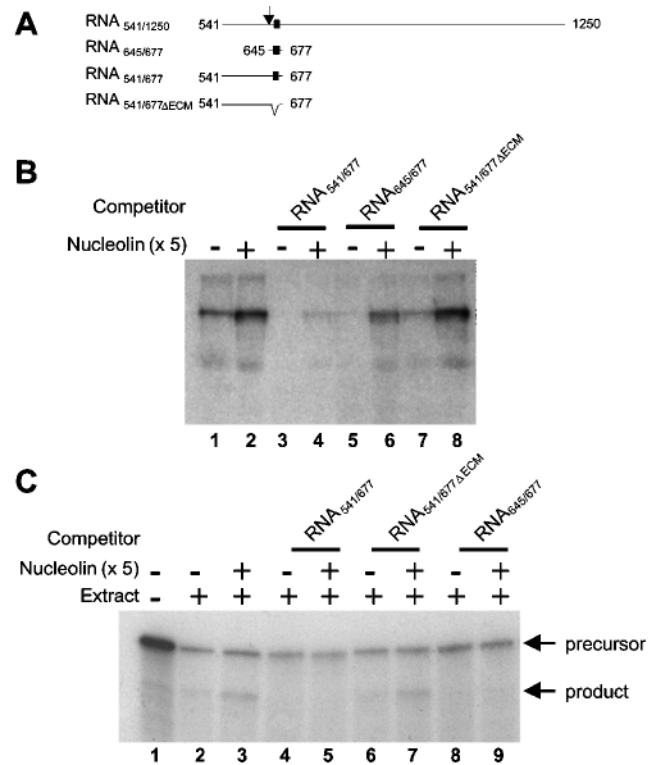 A
RNA 541/1250 541 1250
RNA 645/677 645 677
RNA 541/677 541 677
RNA 541/677ΔECM 541 677
B
RNA541/677 RNA645/677 RNA541/677ΔECM
Competitor
Nucleolin (x 5) - + - + - + - +
1 2 3 4 5 6 7 8
C
RNA541/677 RNA541/677ΔECM RNA645/677
Competitor
Nucleolin (x 5) - - + - + - + - +
Extract - + + + + + + + +
precursor
product
1 2 3 4 5 6 7 8 9